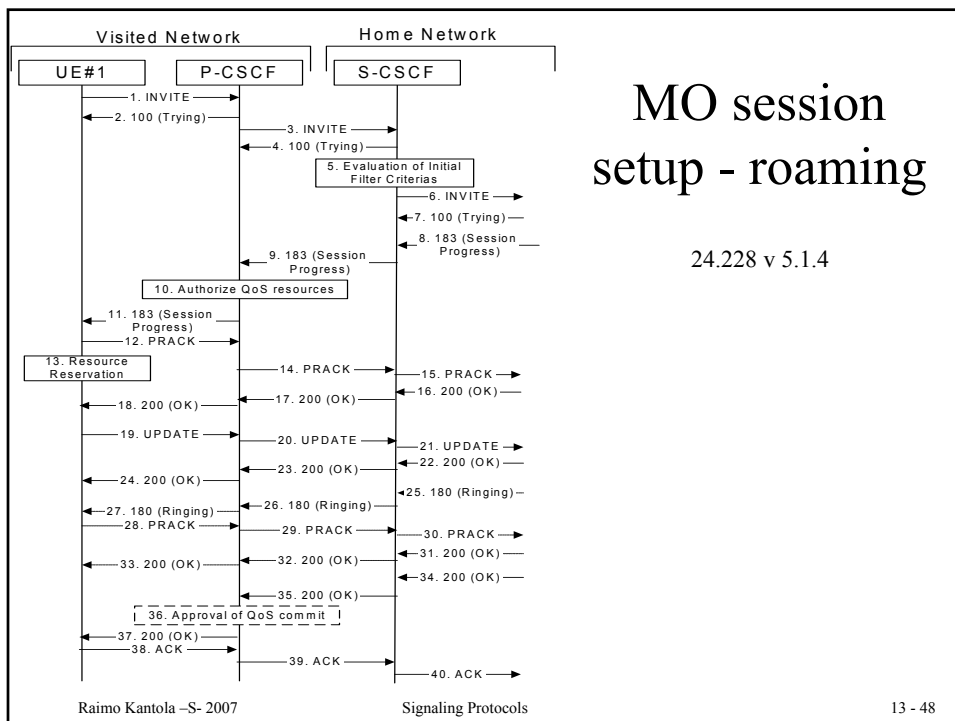 Visited Network
Home Network
UE#1
P-CSCF
S-CSCF
MO session
setup - roaming
24.228 v 5.1.4
1. INVITE
2. 100 (Trying)
3. INVITE
4. 100 (Trying)
5. Evaluation of Initial
Filter Criterias
6. INVITE
7. 100 (Trying)
8. 183 (Session
Progress)
9. 183 (Session
Progress)
10. Authorize QoS resources
11. 183 (Session
Progress)
12. PRACK
13. Resource
Reservation
14. PRACK
15. PRACK
16. 200 (OK)
17. 200 (OK)
18. 200 (OK)
19. UPDATE
20. UPDATE
21. UPDATE
22. 200 (OK)
23. 200 (OK)
24. 200 (OK)
25. 180 (Ringing)
26. 180 (Ringing)
27. 180 (Ringing)
28. PRACK
29. PRACK
30. PRACK
31. 200 (OK)
32. 200 (OK)
33. 200 (OK)
34. 200 (OK)
35. 200 (OK)
36. Approval of QoS commit
37. 200 (OK)
38. ACK
39. ACK
40. ACK
Raimo Kantola –S- 2007
Signaling Protocols
13 - 48